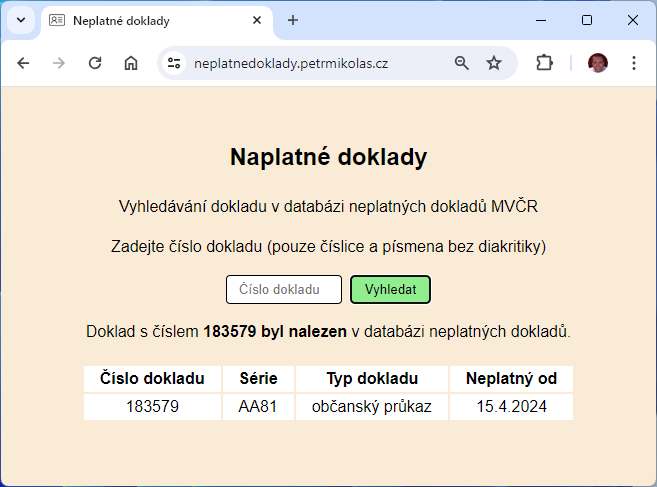 Neplatné doklady
neplatnedoklady.petrmikolas.cz
Naplatné doklady
Vyhledávání dokladu v databázi neplatných dokladů MVČR
Zadejte číslo dokladu (pouze číslice a písmena bez diakritiky)
Číslo dokladu Vyhledat
Doklad s číslem 183579 byl nalezen v databázi neplatných dokladů.
Číslo dokladu Série Typ dokladu Neplatný od
183579 AA81 občanský průkaz 15.4.2024